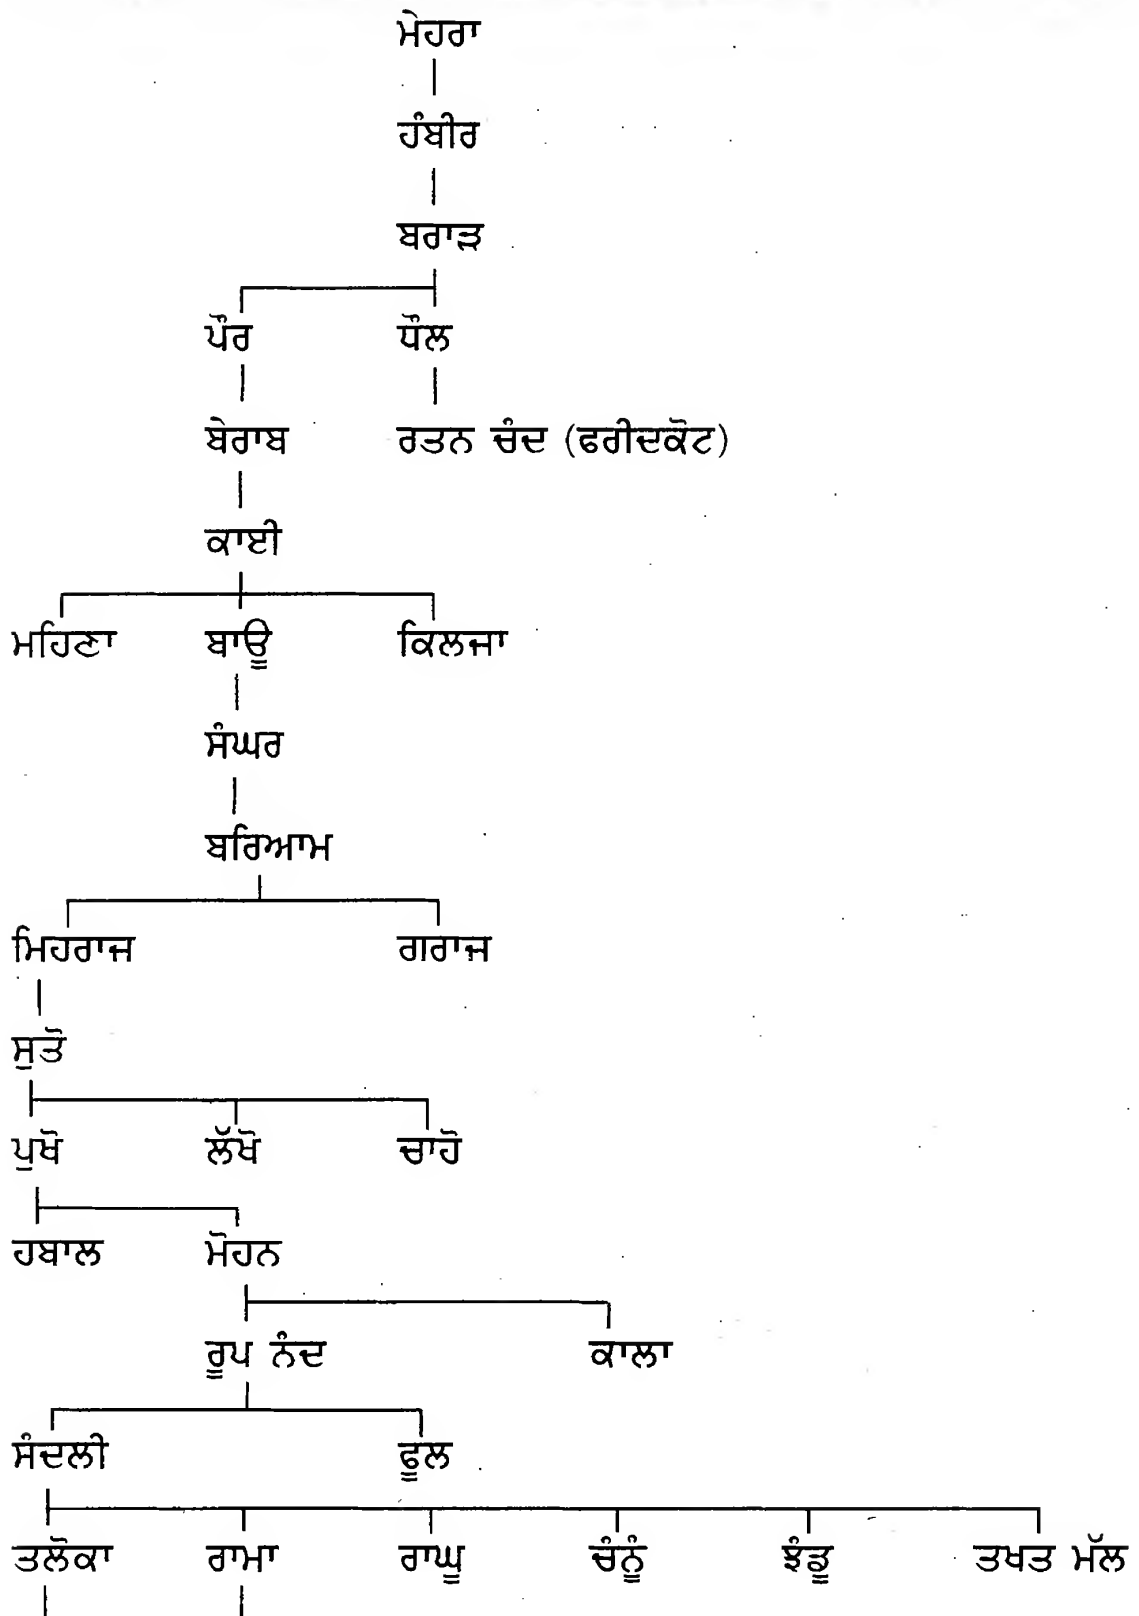 ਮੇਹਰਾ
ਹੰਬੀਰ
ਬਰਾੜ
ਪੌਰ ਧੌਲ
ਬੇਰਾਬ ਰਤਨ ਚੰਦ (ਫਰੀਦਕੋਟ)
ਕਾਈ
ਮਹਿਣਾ ਬਾਊ ਕਿਲਜਾ
ਸੰਘਰ
ਬਰਿਆਮ
ਮਿਹਰਾਜ ਗਰਾਜ
ਸੁਤੋ
ਪੁਖੋ ਲੱਖੋ ਚਾਹੋ
ਹਬਾਲ ਮੋਹਨ
ਰੂਪ ਨੰਦ ਕਾਲਾ
ਸੰਦਲੀ ਫੂਲ
ਤਲੋਕਾ ਰਾਮਾ ਰਾਘੂ ਚੰਨੂੰ ਝੰਡੂ ਤਖਤ ਮੱਲ